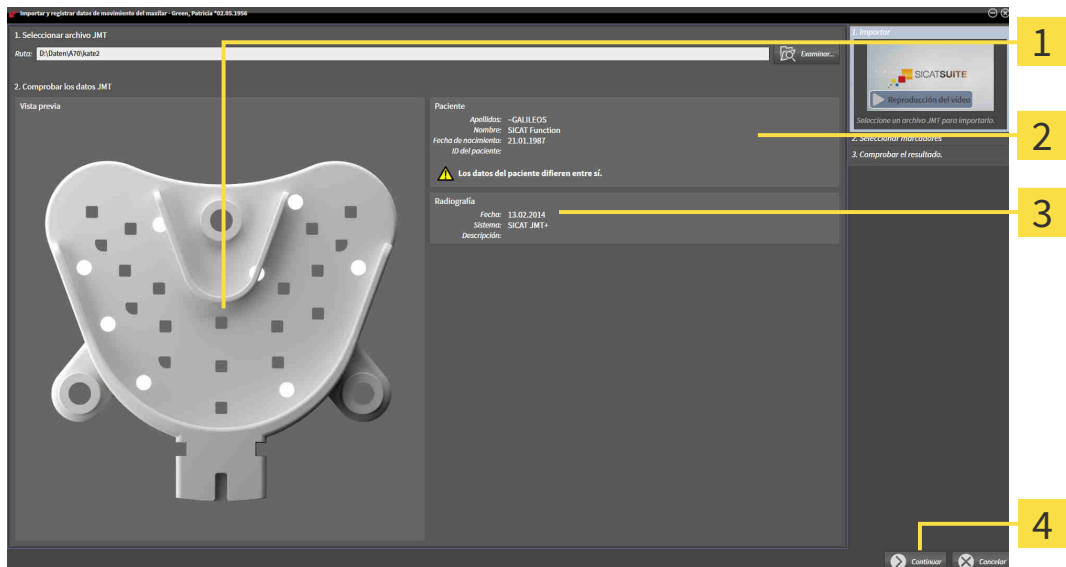 Importar y registrar datos de movimiento del maxilar - Green, Patricia *02.05.1956
1. Seleccionar archivo JMT
Ruta: D:\Daten\A70\kate2
Examinar...
2. Comprobar los datos JMT
Vista previa
Paciente
Apellidos: ~GALILEOS
Nombre: SICAT Function
Fecha de nacimiento: 21.01.1987
ID del paciente:
Los datos del paciente difieren entre sí.
Radiografía
Fecha: 13.02.2014
Sistema: SICAT JMT+
Descripción:
1. Importar
SICATSUITE
Reproducción del vídeo
Seleccione un archivo JMT para importarlo.
2. Seleccionar marcadores
3. Comprobar el resultado.
Continuar
Cancelar
1
2
3
4